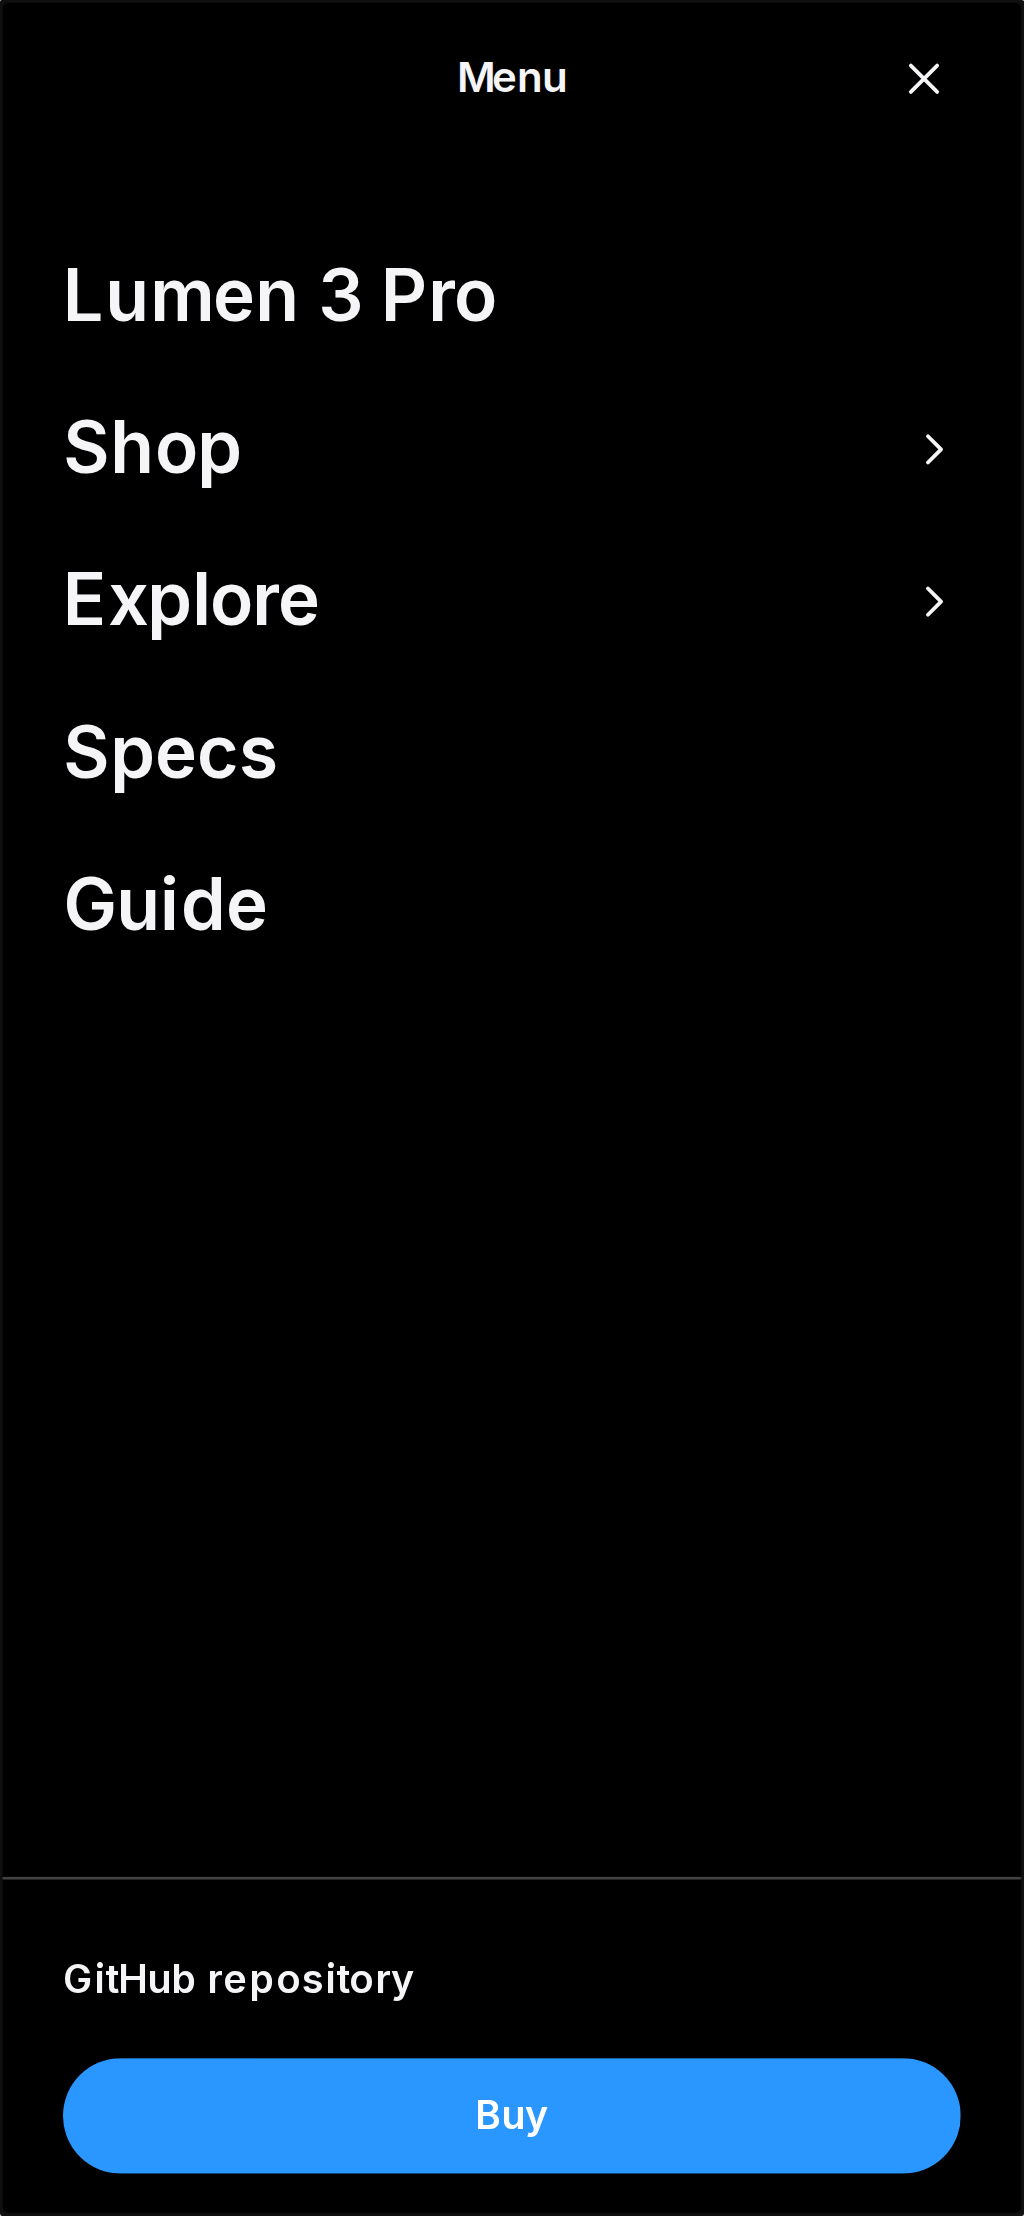 Menu
Lumen 3 Pro
Shop
Explore
Specs
Guide
GitHub repository
Buy